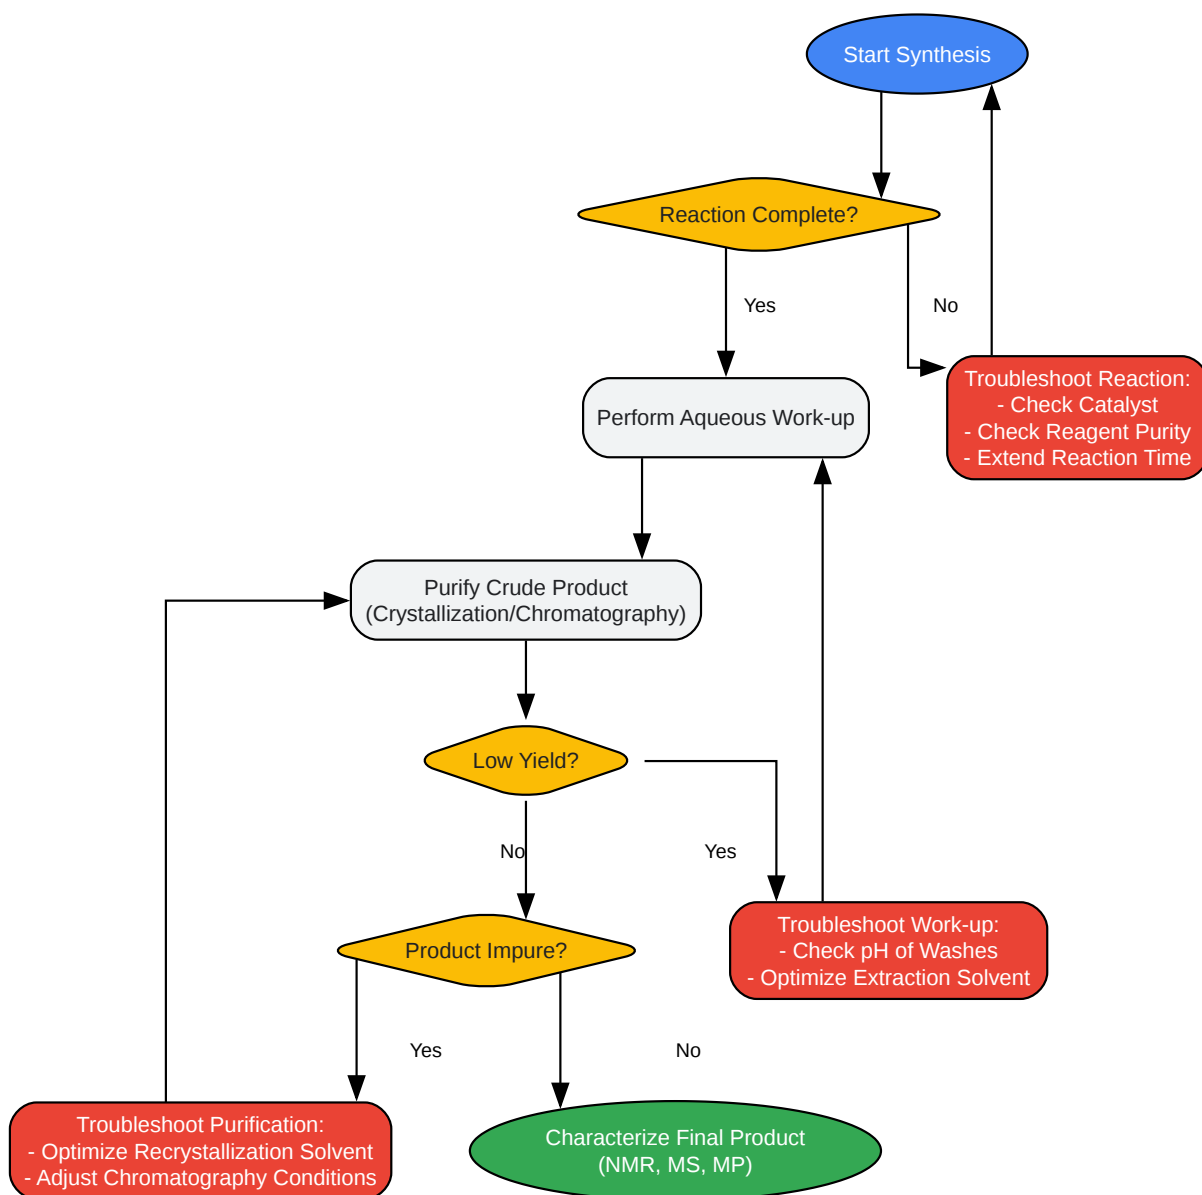 Start Synthesis
Reaction Complete?
Yes
No
Troubleshoot Reaction:
- Check Catalyst
- Check Reagent Purity
- Extend Reaction Time
Perform Aqueous Work-up
Purify Crude Product
(Crystallization/Chromatography)
Low Yield?
No
Yes
Troubleshoot Work-up:
- Check pH of Washes
- Optimize Extraction Solvent
Product Impure?
Yes
No
Troubleshoot Purification:
- Optimize Recrystallization Solvent
- Adjust Chromatography Conditions
Characterize Final Product
(NMR, MS, MP)